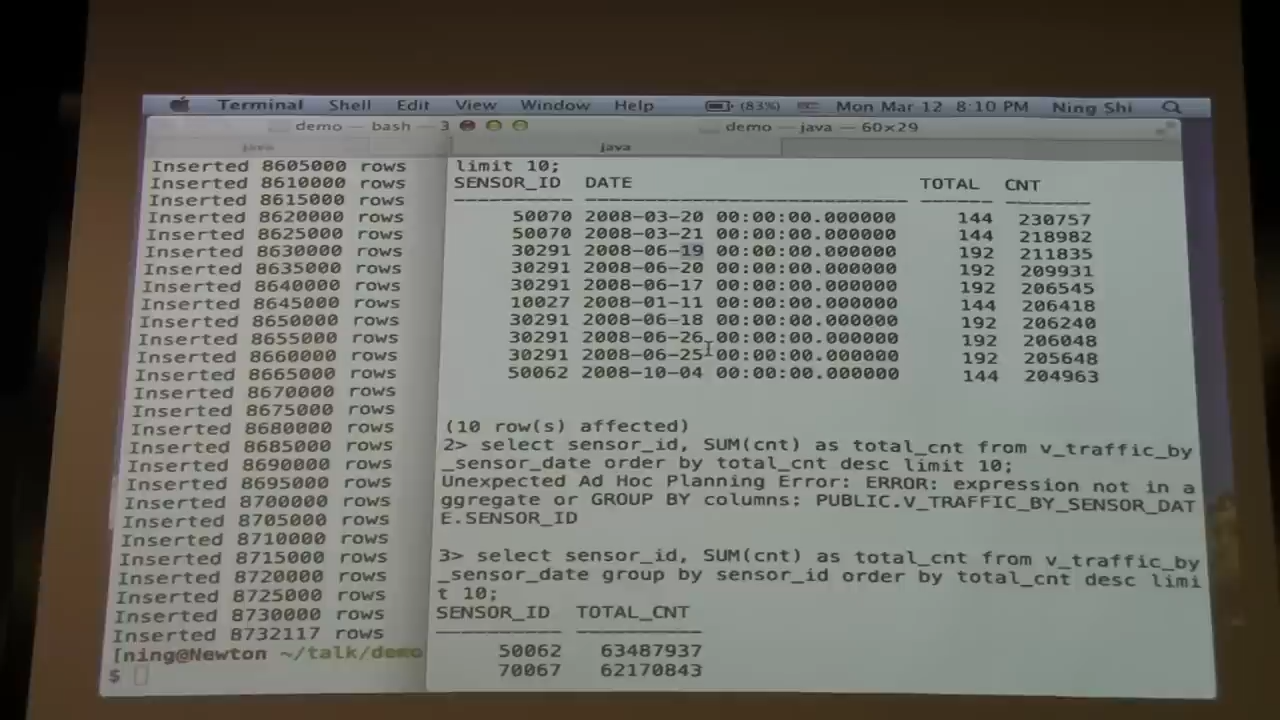 Terminal Shell Edit View Window Help (83%) Mon Mar 12 8:10 PM Ning Shi
demo — bash — 3
java
Inserted 8605000 rows
Inserted 8610000 rows
Inserted 8615000 rows
Inserted 8620000 rows
Inserted 8625000 rows
Inserted 8630000 rows
Inserted 8635000 rows
Inserted 8640000 rows
Inserted 8645000 rows
Inserted 8650000 rows
Inserted 8655000 rows
Inserted 8660000 rows
Inserted 8665000 rows
Inserted 8670000 rows
Inserted 8675000 rows
Inserted 8680000 rows
Inserted 8685000 rows
Inserted 8690000 rows
Inserted 8695000 rows
Inserted 8700000 rows
Inserted 8705000 rows
Inserted 8710000 rows
Inserted 8715000 rows
Inserted 8720000 rows
Inserted 8725000 rows
Inserted 8730000 rows
Inserted 8732117 rows
[ning@Newton ~/talk/demo
$
demo — java — 60×29
java
limit 10;
SENSOR_ID DATE TOTAL CNT
50070 2008-03-20 00:00:00.000000 144 230757
50070 2008-03-21 00:00:00.000000 144 218982
30291 2008-06-19 00:00:00.000000 192 211835
30291 2008-06-20 00:00:00.000000 192 209931
30291 2008-06-17 00:00:00.000000 192 206545
10027 2008-01-11 00:00:00.000000 144 206418
30291 2008-06-18 00:00:00.000000 192 206240
30291 2008-06-26 00:00:00.000000 192 206048
30291 2008-06-25 00:00:00.000000 192 205648
50062 2008-10-04 00:00:00.000000 144 204963
(10 row(s) affected)
2> select sensor_id, SUM(cnt) as total_cnt from v_traffic_by
_sensor_date order by total_cnt desc limit 10;
Unexpected Ad Hoc Planning Error: ERROR: expression not in a
ggregate or GROUP BY columns: PUBLIC.V_TRAFFIC_BY_SENSOR_DAT
E.SENSOR_ID
3> select sensor_id, SUM(cnt) as total_cnt from v_traffic_by
_sensor_date group by sensor_id order by total_cnt desc limi
t 10;
SENSOR_ID TOTAL_CNT
50062 63487937
70067 62170843